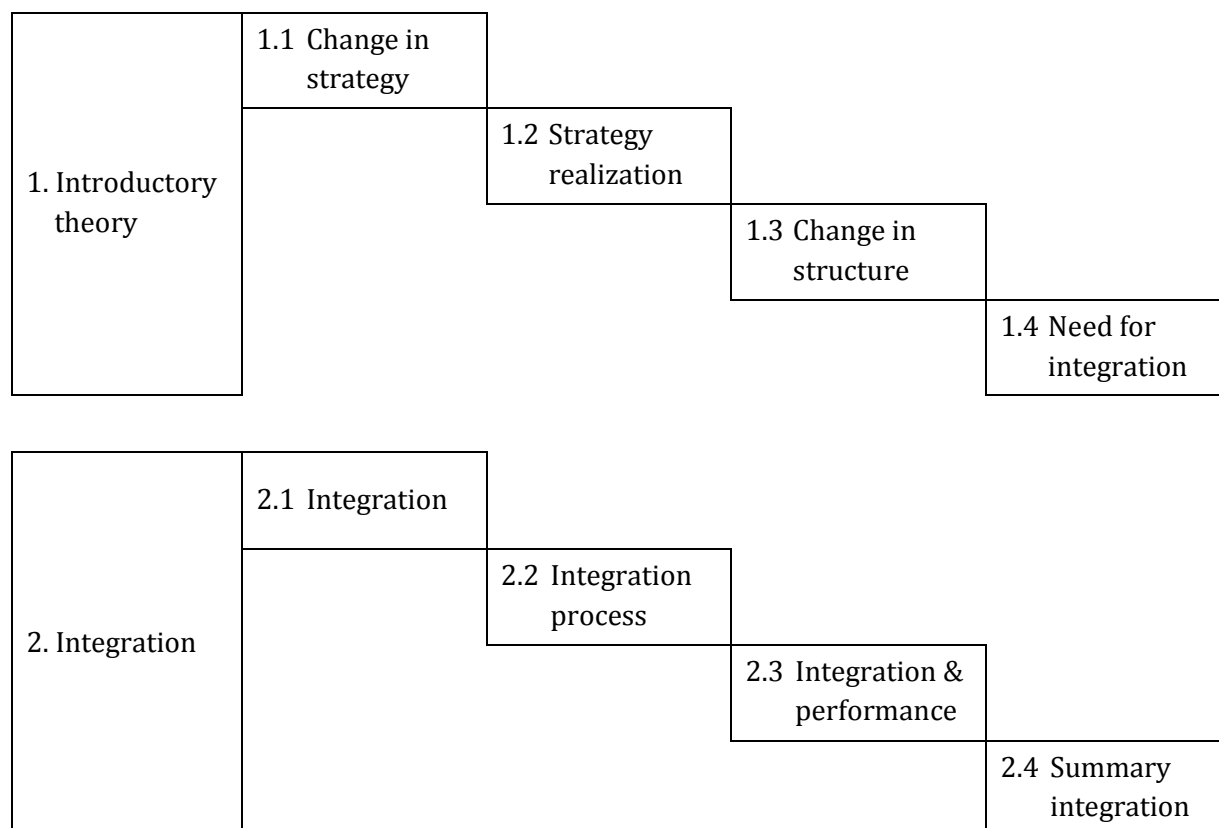 1.1 Change in
strategy
1.2 Strategy
realization
1. Introductory
theory
1.3 Change in
structure
1.4 Need for
integration
2.1 Integration
2.2 Integration
process
2. Integration
2.3 Integration &
performance
2.4 Summary
integration